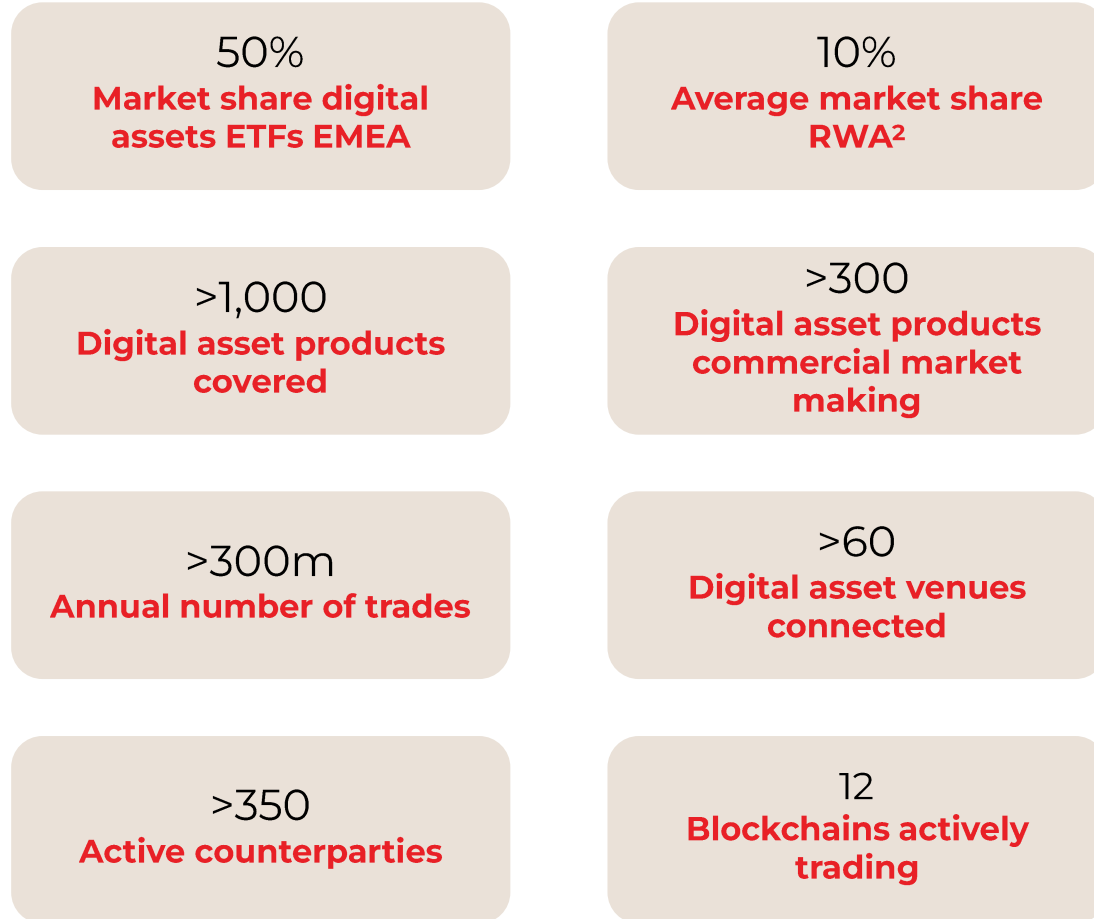 50%
Market share digital
assets ETFs EMEA
10%
Average market share
RWA²
>1,000
Digital asset products
covered
>300
Digital asset products
commercial market
making
>300m
Annual number of trades
>60
Digital asset venues
connected
>350
Active counterparties
12
Blockchains actively
trading